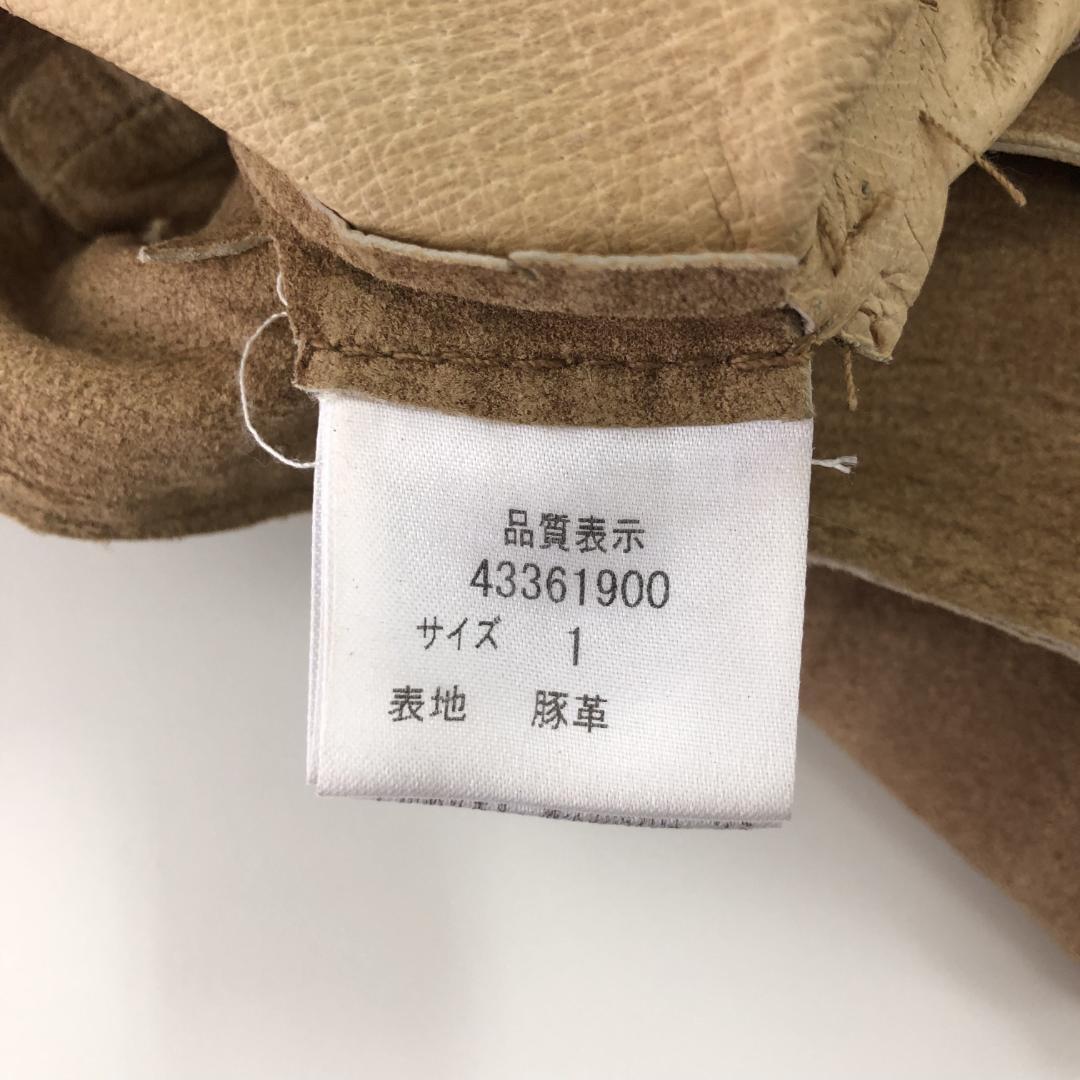 品質表示
43361900
サイズ 1
表地 豚革